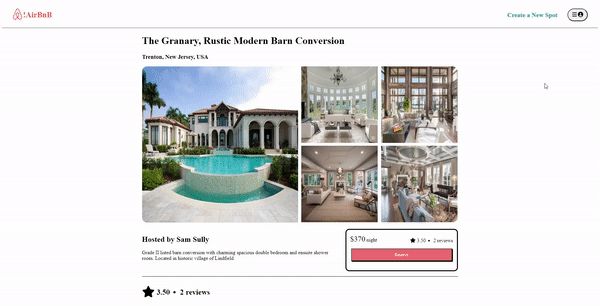 !AirBnB
Create a New Spot
The Granary, Rustic Modern Barn Conversion
Trenton, New Jersey, USA
Hosted by Sam Sully
Grade II listed barn conversion with charming spacious double bedroom and ensuite shower
room. Located in historic village of Laxfield.
$370 night
3.50 • 2 reviews
Reserve
3.50 • 2 reviews